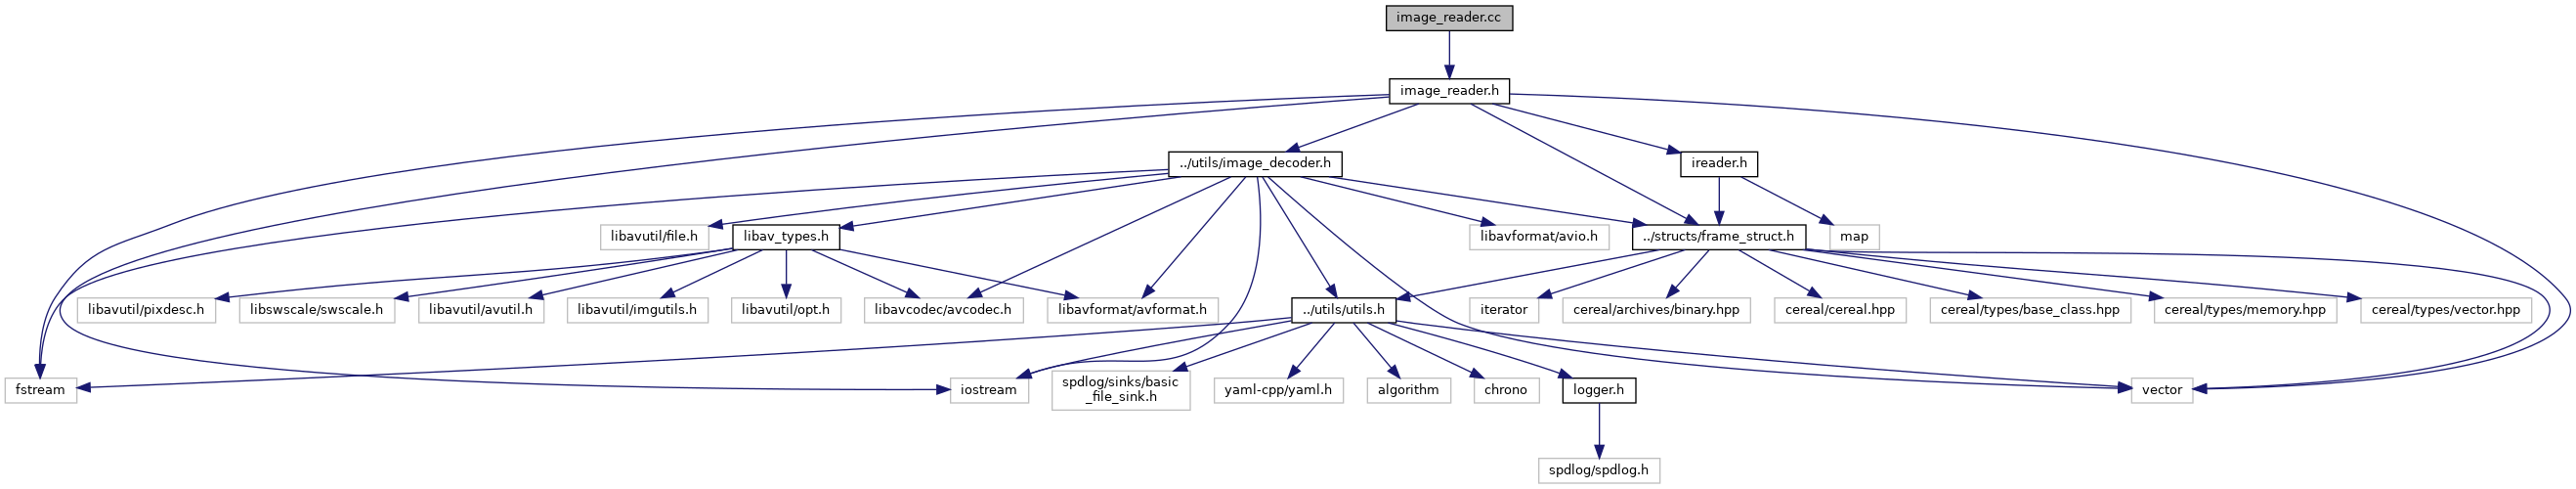 image_reader.cc
image_reader.h
../utils/image_decoder.h
ireader.h
libavutil/file.h
libav_types.h
libavformat/avio.h
../structs/frame_struct.h
map
libavutil/pixdesc.h
libswscale/swscale.h
libavutil/avutil.h
libavutil/imgutils.h
libavutil/opt.h
libavcodec/avcodec.h
libavformat/avformat.h
../utils/utils.h
iterator
cereal/archives/binary.hpp
cereal/cereal.hpp
cereal/types/base_class.hpp
cereal/types/memory.hpp
cereal/types/vector.hpp
fstream
iostream
spdlog/sinks/basic
_file_sink.h
yaml-cpp/yaml.h
algorithm
chrono
logger.h
vector
spdlog/spdlog.h